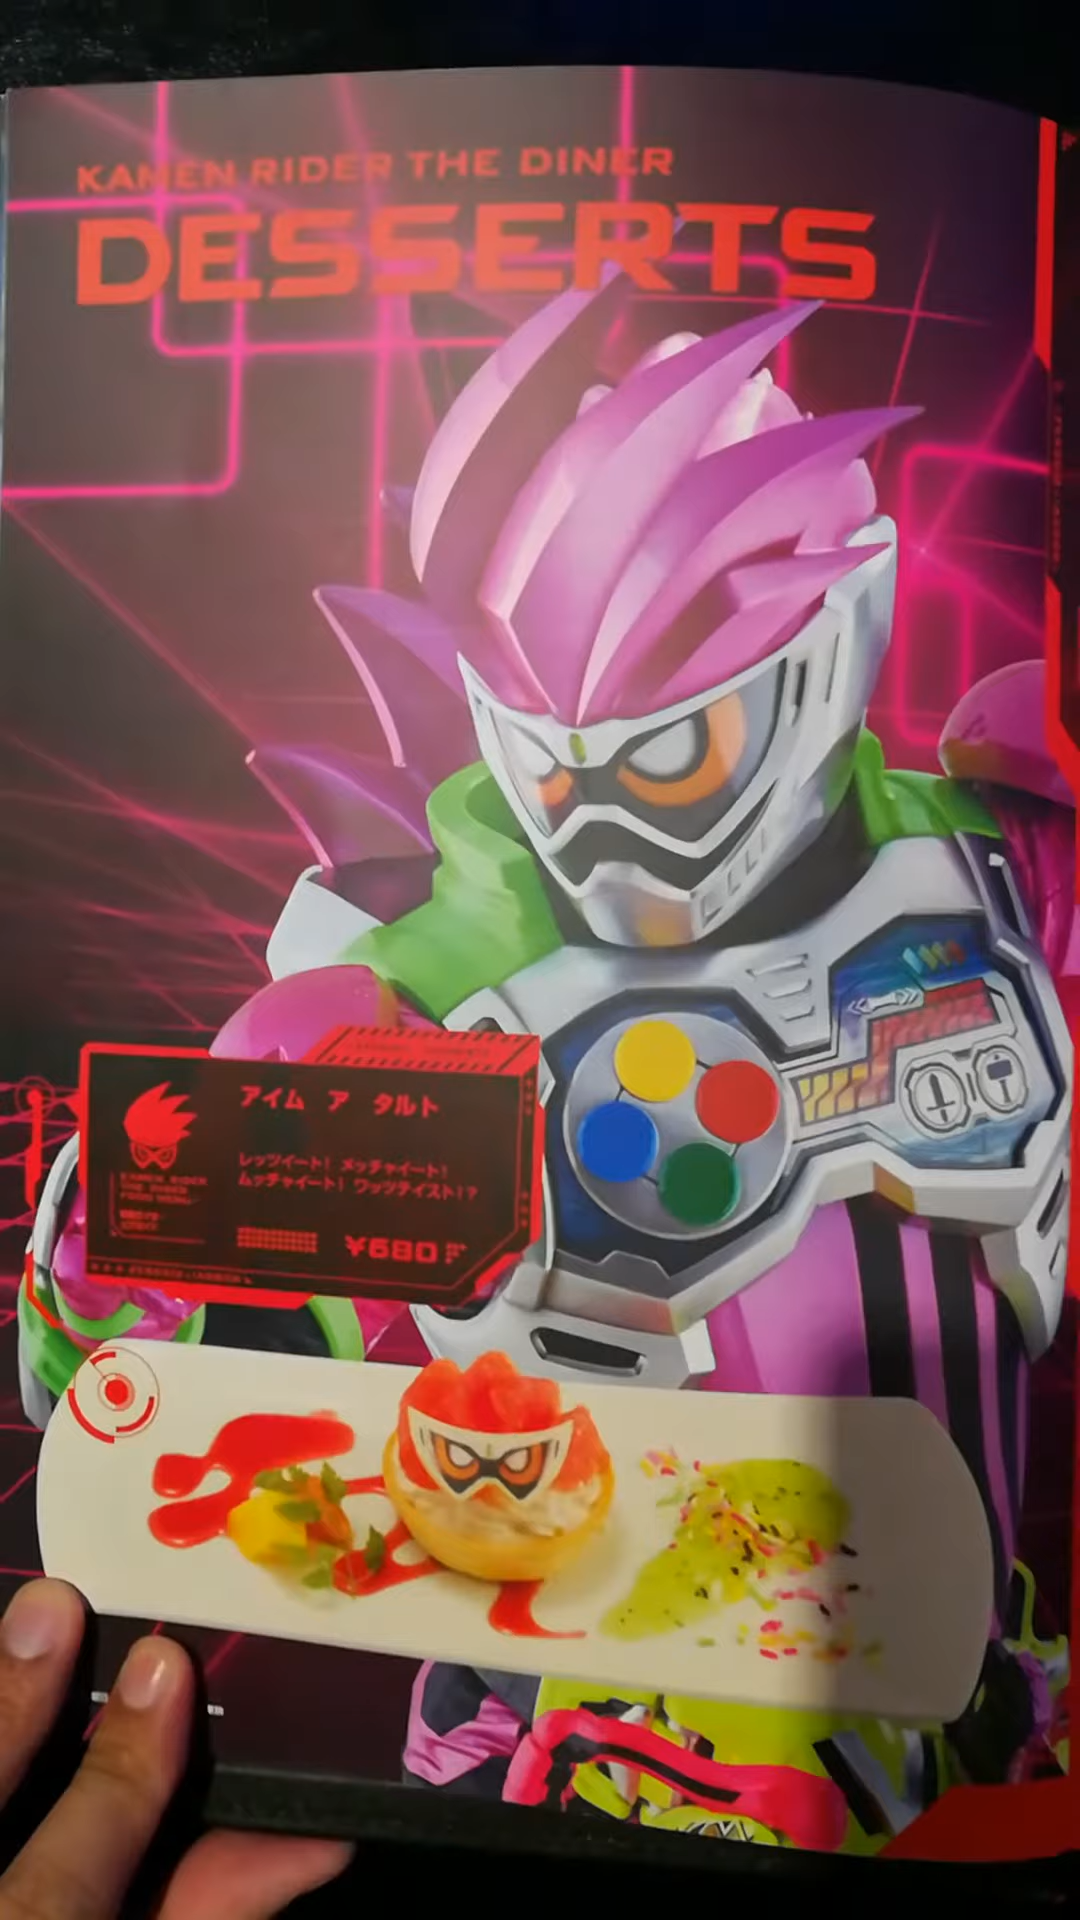 KAMEN RIDER THE DINER
DESSERTS
アイム ア タルト
レッツイート！ メッチャイート！
ムッチャイート！ ワッツテイスト！？
KAMEN RIDER
¥680